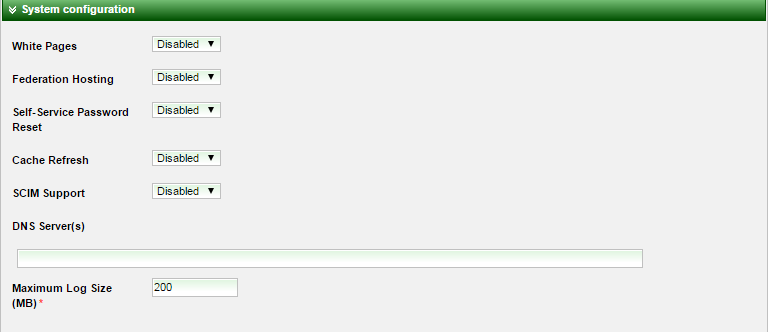 System configuration
White Pages Disabled
Federation Hosting Disabled
Self-Service Password Disabled
Reset
Cache Refresh Disabled
SCIM Support Disabled
DNS Server(s)
Maximum Log Size 200
(MB)*